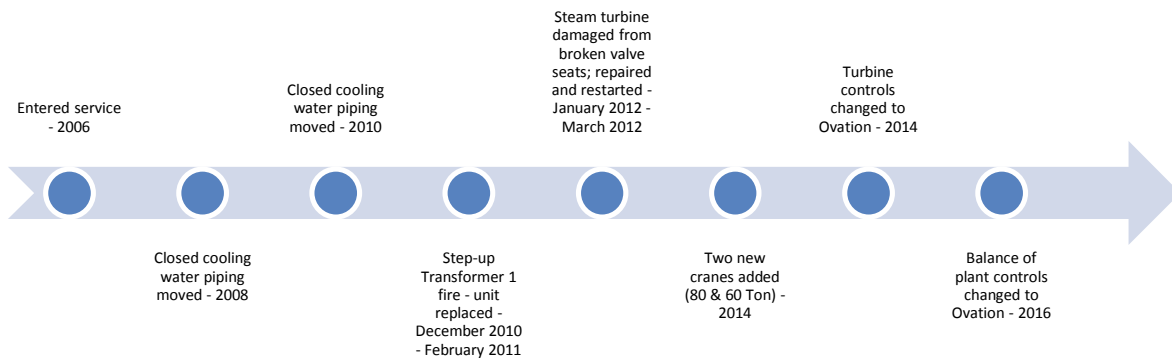 Entered service
- 2006
Closed cooling
water piping
moved - 2008
Closed cooling
water piping
moved - 2010
Step-up
Transformer 1
fire - unit
replaced -
December 2010
- February 2011
Steam turbine
damaged from
broken valve
seats; repaired
and restarted -
January 2012 -
March 2012
Two new
cranes added
(80 & 60 Ton) -
2014
Turbine
controls
changed to
Ovation - 2014
Balance of
plant controls
changed to
Ovation - 2016